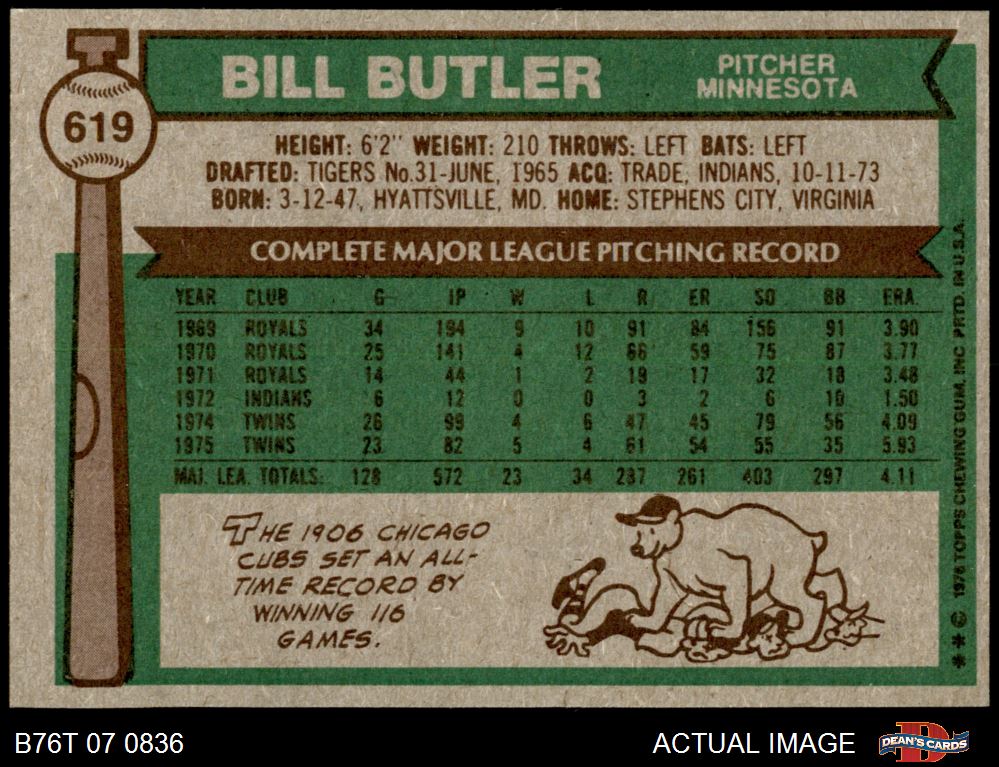 BILL BUTLER
PITCHER
MINNESOTA
619
HEIGHT: 6'2" WEIGHT: 210 THROWS: LEFT BATS: LEFT
DRAFTED: TIGERS No.31-JUNE, 1965 ACQ: TRADE, INDIANS, 10-11-73
BORN: 3-12-47, HYATTSVILLE, MD. HOME: STEPHENS CITY, VIRGINIA
COMPLETE MAJOR LEAGUE PITCHING RECORD
YEAR CLUB G IP W L R ER SO BB ERA.
1969 ROYALS 34 194 9 10 91 84 156 91 3.90
1970 ROYALS 25 141 4 12 66 59 75 87 3.77
1971 ROYALS 14 44 1 2 19 17 32 18 3.48
1972 INDIANS 6 12 0 0 3 2 6 10 1.50
1974 TWINS 26 99 4 6 47 45 79 56 4.09
1975 TWINS 23 82 5 4 61 54 55 35 5.93
MAJ. LEA. TOTALS: 128 572 23 34 287 261 403 297 4.11
THE 1906 CHICAGO
CUBS SET AN ALL-
TIME RECORD BY
WINNING 116
GAMES.
** © 1976 TOPPS CHEWING GUM, INC PRTD. IN U.S.A.
B76T 07 0836
ACTUAL IMAGE
D
DEAN'S CARDS